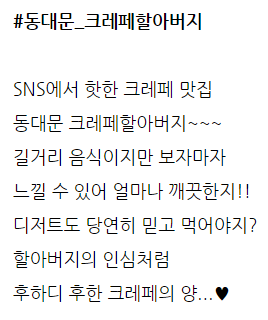 #동대문_크레페할아버지
SNS에서 핫한 크레페 맛집
동대문 크레페할아버지~~~
길거리 음식이지만 보자마자
느낄 수 있어 얼마나 깨끗한지!!
디저트도 당연히 믿고 먹어야지?
할아버지의 인심처럼
후하디 후한 크레페의 양...♥